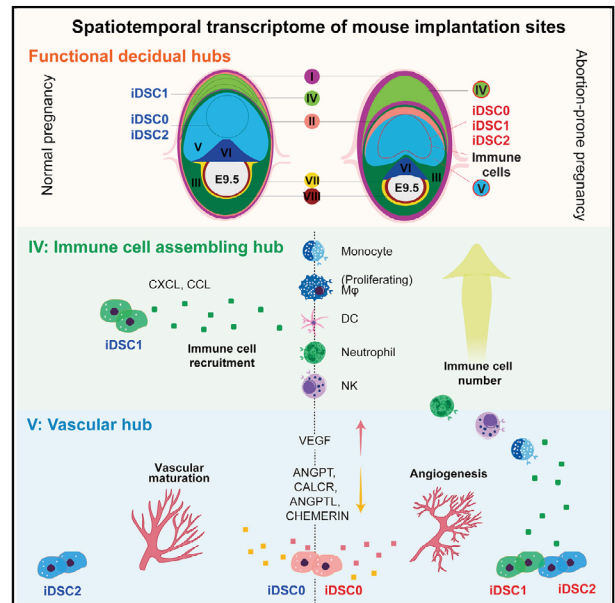 Spatiotemporal transcriptome of mouse implantation sites
Functional decidual hubs
Normal pregnancy
Abortion-prone pregnancy
iDSC1
iDSC0
iDSC2
I
IV
II
VII
VIII
V
VI
III
E9.5
VI
III
E9.5
IV
iDSC0
iDSC1
iDSC2
Immune
cells
V
IV: Immune cell assembling hub
CXCL, CCL
iDSC1
Immune cell
recruitment
Monocyte
(Proliferating)
Mφ
DC
Neutrophil
NK
Immune cell
number
V: Vascular hub
VEGF
ANGPT,
CALCR,
ANGPTL,
CHEMERIN
Vascular
maturation
Angiogenesis
iDSC2
iDSC0
iDSC0
iDSC1
iDSC2